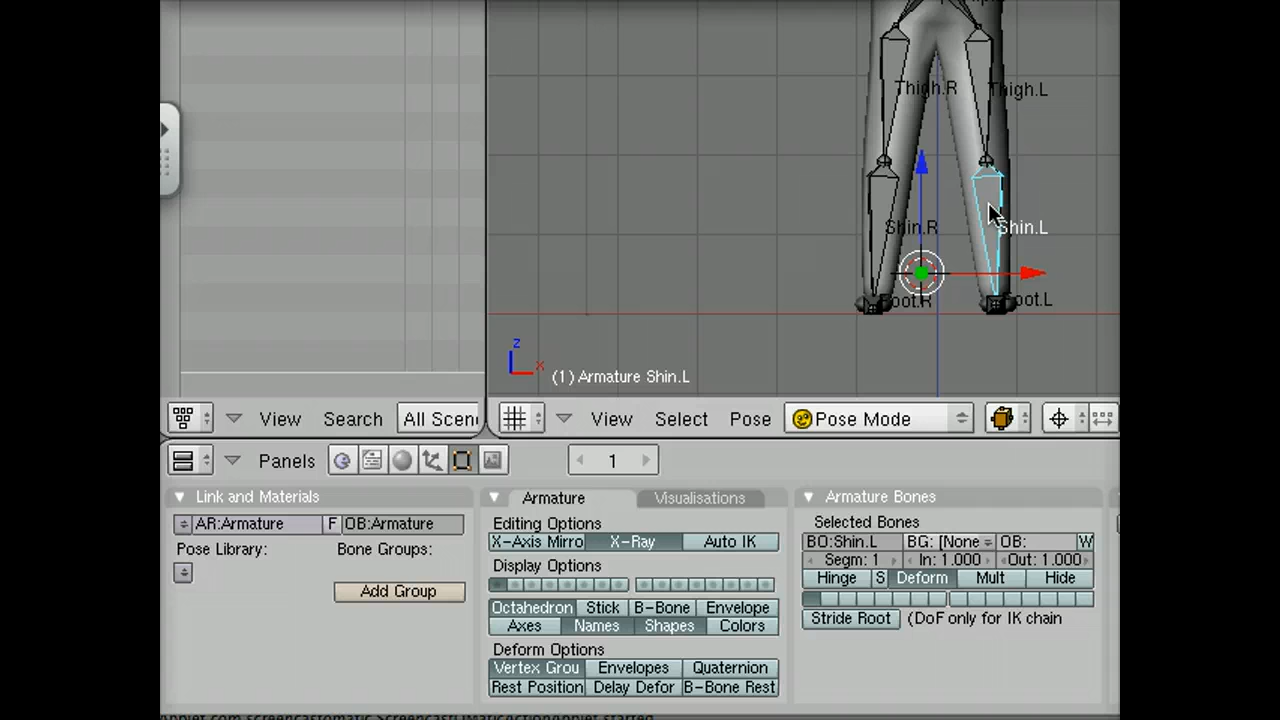 Thigh.R Thigh.L
Shin.R Shin.L
Foot.R Foot.L
z
x
(1) Armature Shin.L
View Search All Scen
View Select Pose Pose Mode
Panels 1
Link and Materials
AR:Armature F OB:Armature
Pose Library: Bone Groups:
Add Group
Armature Visualisations
Editing Options
X-Axis Mirro X-Ray Auto IK
Display Options
Octahedron Stick B-Bone Envelope
Axes Names Shapes Colors
Deform Options
Vertex Grou Envelopes Quaternion
Rest Position Delay Defor B-Bone Rest
Armature Bones
Selected Bones
BO:Shin.L BG: [None OB: W
Segm: 1 In: 1.000 Out: 1.000
Hinge S Deform Mult Hide
Stride Root (DoF only for IK chain